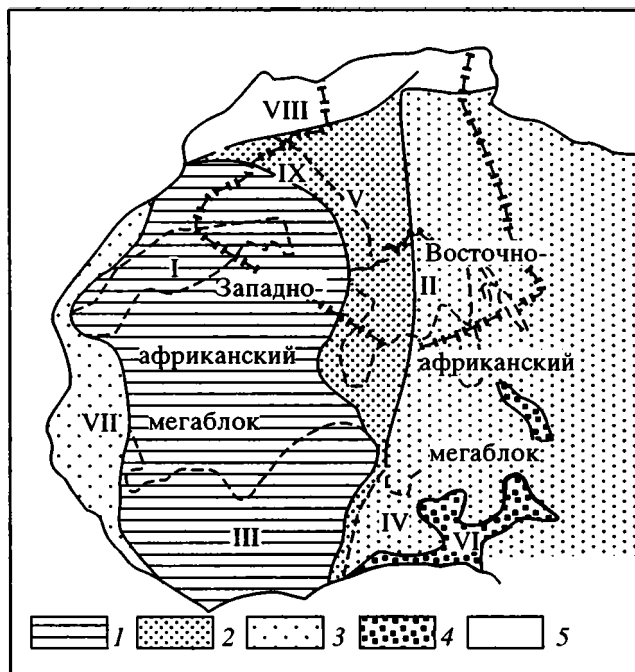 VIII
IX
V
I
Восточно-
II
Западно-
африканский
африканский
VII
мегаблок
мегаблок
III
IV
VI
1
2
3
4
5